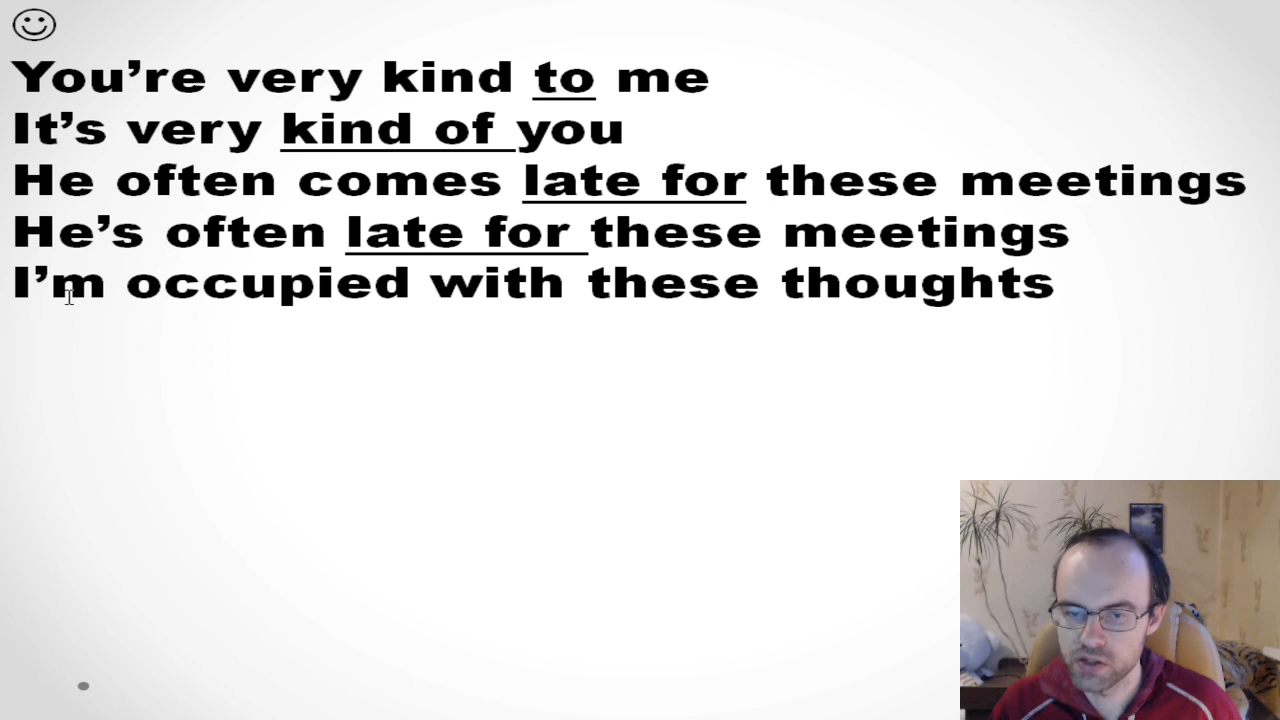 You’re very kind to me
It’s very kind of you
He often comes late for these meetings
He’s often late for these meetings
I’m occupied with these thoughts